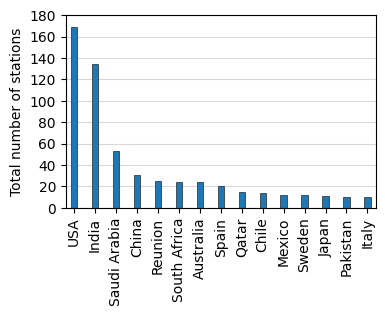 Total number of stations
180
160
140
120
100
80
60
40
20
0
USA
India
Saudi Arabia
China
Reunion
South Africa
Australia
Spain
Qatar
Chile
Mexico
Sweden
Japan
Pakistan
Italy